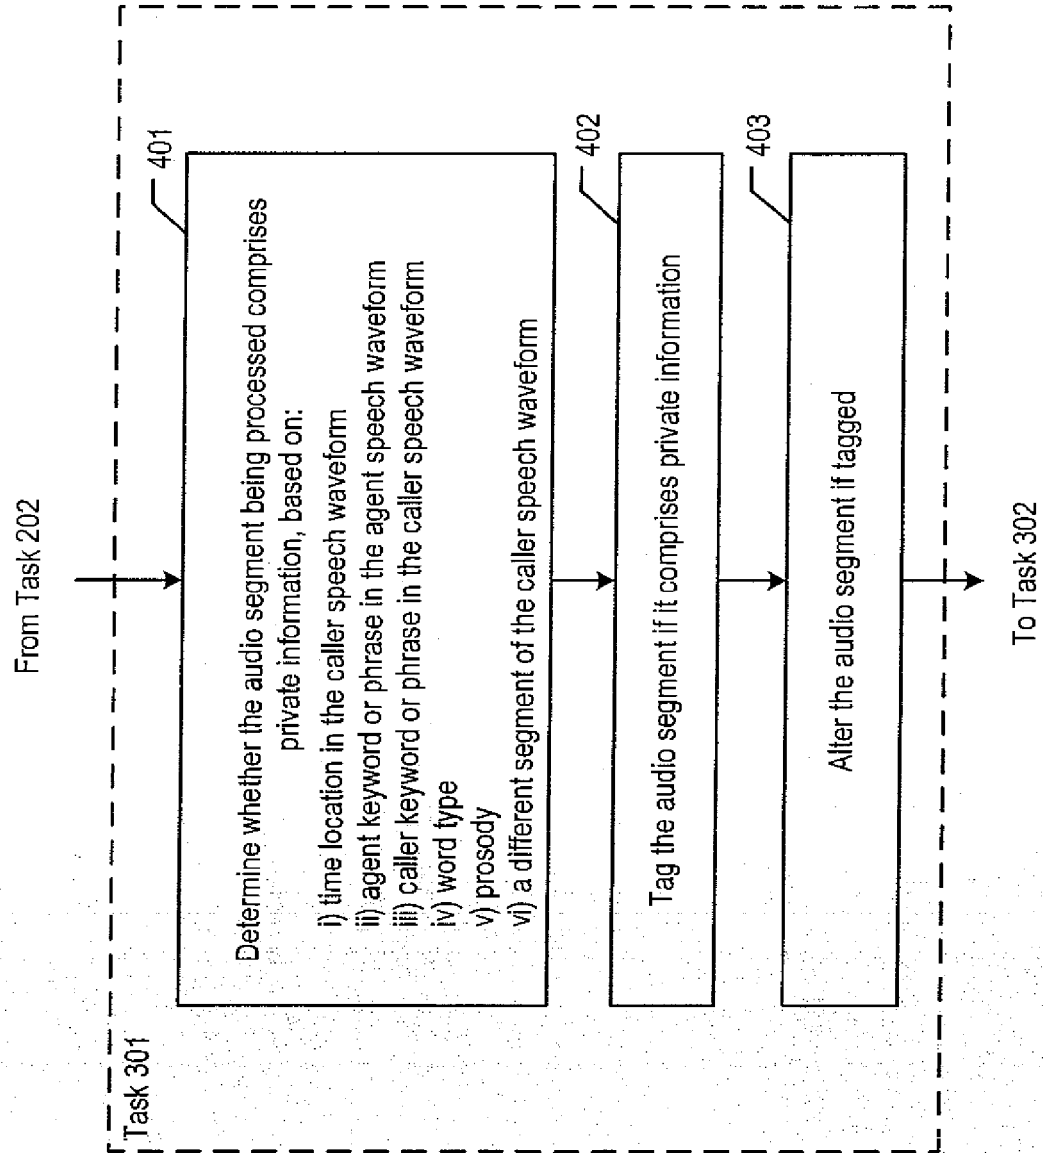 From Task 202
Task 301
401
Determine whether the audio segment being processed comprises
private information, based on:
i) time location in the caller speech waveform
ii) agent keyword or phrase in the agent speech waveform
iii) caller keyword or phrase in the caller speech waveform
iv) word type
v) prosody
vi) a different segment of the caller speech waveform
402
Tag the audio segment if it comprises private information
403
Alter the audio segment if tagged
To Task 302